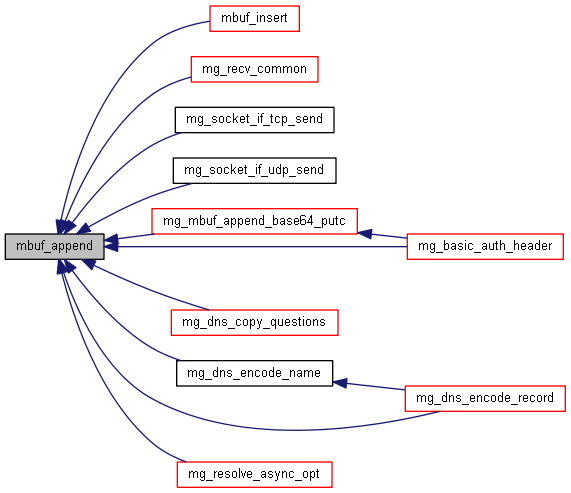 mbuf_insert
mg_recv_common
mg_socket_if_tcp_send
mg_socket_if_udp_send
mg_mbuf_append_base64_putc
mbuf_append
mg_basic_auth_header
mg_dns_copy_questions
mg_dns_encode_name
mg_dns_encode_record
mg_resolve_async_opt